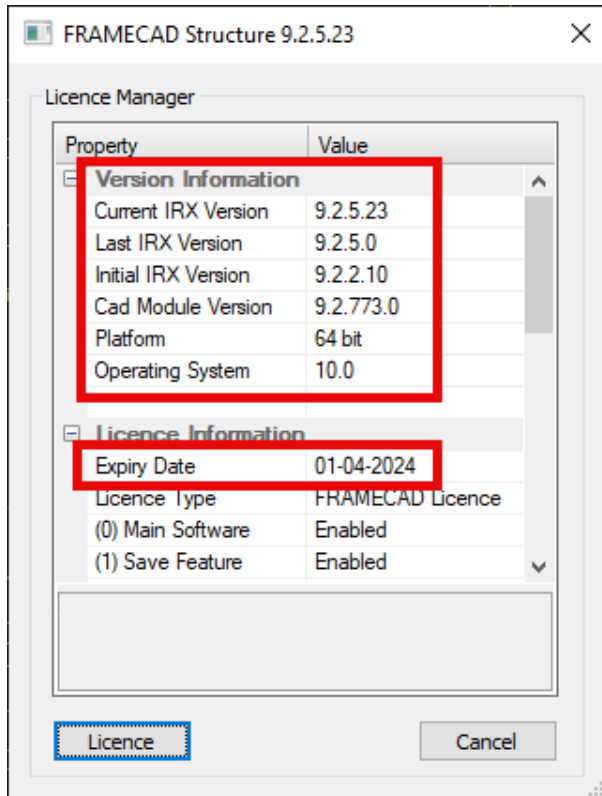 FRAMECAD Structure 9.2.5.23
Licence Manager
Property Value
Version Information
Current IRX Version 9.2.5.23
Last IRX Version 9.2.5.0
Initial IRX Version 9.2.2.10
Cad Module Version 9.2.773.0
Platform 64 bit
Operating System 10.0
Licence Information
Expiry Date 01-04-2024
Licence Type FRAMECAD Licence
(0) Main Software Enabled
(1) Save Feature Enabled
Licence Cancel